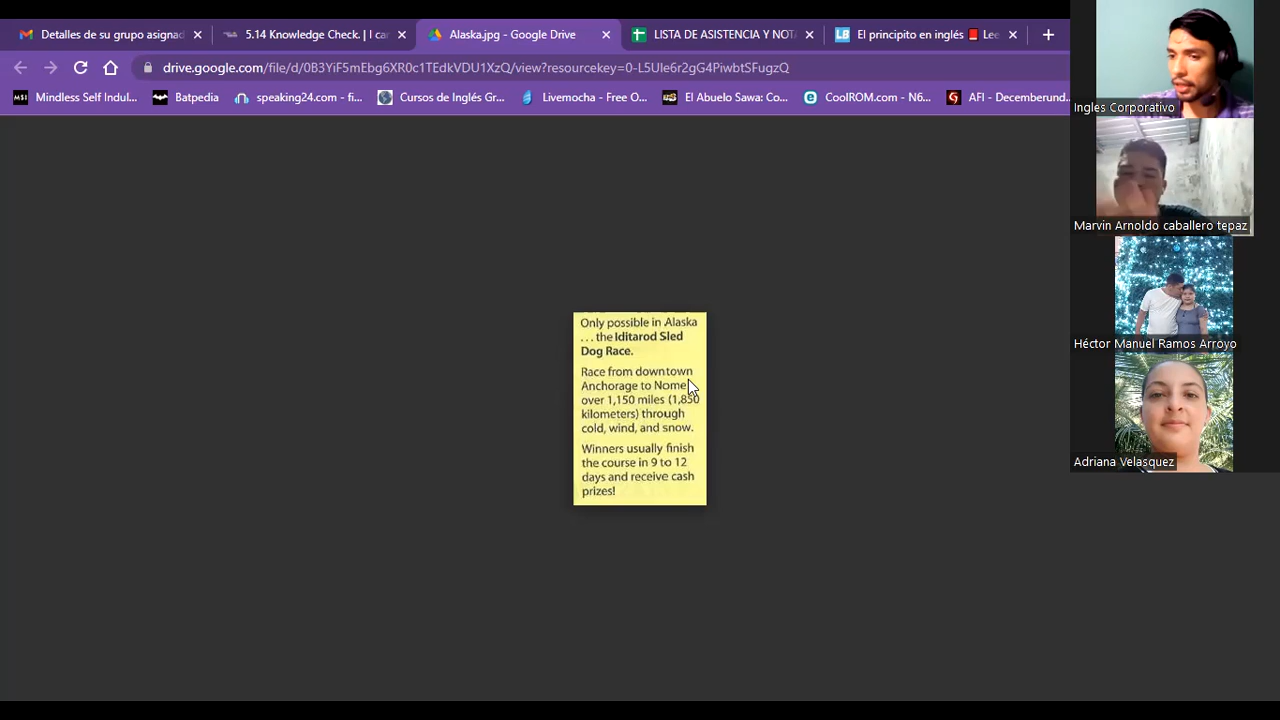 Detalles de su grupo asignad
5.14 Knowledge Check. | I car
Alaska.jpg - Google Drive
LISTA DE ASISTENCIA Y NOTA
LB El principito en inglés 📕 Lee
drive.google.com/file/d/0B3YiF5mEbg6XR0c1TEdkVDU1XzQ/view?resourcekey=0-L5Ule6r2gG4PiwbtSFugzQ
Mindless Self Indul...
Batpedia
speaking24.com - fi...
Cursos de Inglés Gr...
Livemocha - Free O...
El Abuelo Sawa: Co...
CoolROM.com - N6...
AFI - Decemberund...
Only possible in Alaska
. . . the Iditarod Sled
Dog Race.
Race from downtown
Anchorage to Nome
over 1,150 miles (1,850
kilometers) through
cold, wind, and snow.
Winners usually finish
the course in 9 to 12
days and receive cash
prizes!
Ingles Corporativo
Marvin Arnoldo caballero tepaz
Héctor Manuel Ramos Arroyo
Adriana Velasquez